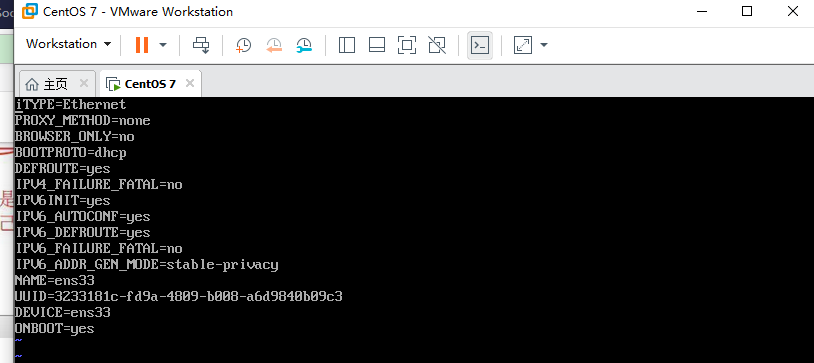 CentOS 7 - VMware Workstation
Workstation
主页
CentOS 7
iTYPE=Ethernet
PROXY_METHOD=none
BROWSER_ONLY=no
BOOTPROTO=dhcp
DEFROUTE=yes
IPV4_FAILURE_FATAL=no
IPV6INIT=yes
IPV6_AUTOCONF=yes
IPV6_DEFROUTE=yes
IPV6_FAILURE_FATAL=no
IPV6_ADDR_GEN_MODE=stable-privacy
NAME=ens33
UUID=3233181c-fd9a-4809-b008-a6d9840b09c3
DEVICE=ens33
ONBOOT=yes
~
~